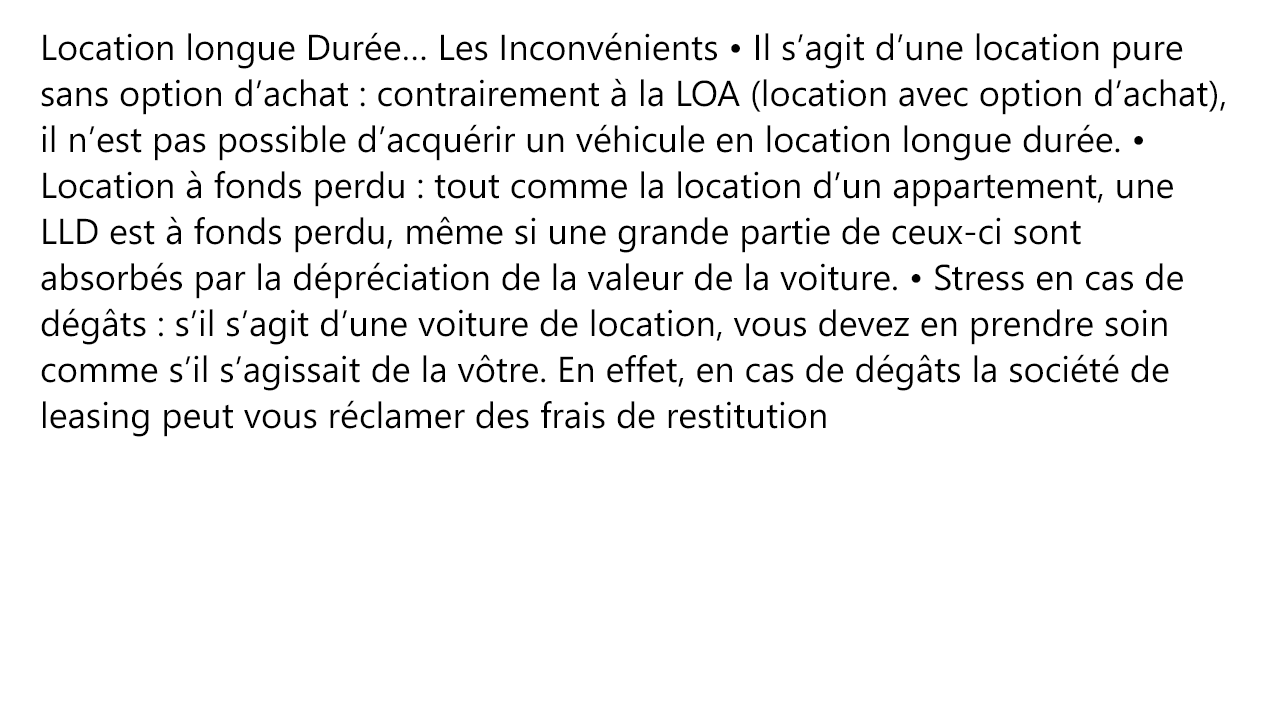 Location longue Durée... Les Inconvénients • Il s’agit d’une location pure
sans option d’achat : contrairement à la LOA (location avec option d’achat),
il n’est pas possible d’acquérir un véhicule en location longue durée. •
Location à fonds perdu : tout comme la location d’un appartement, une
LLD est à fonds perdu, même si une grande partie de ceux-ci sont
absorbés par la dépréciation de la valeur de la voiture. • Stress en cas de
dégâts : s’il s’agit d’une voiture de location, vous devez en prendre soin
comme s’il s’agissait de la vôtre. En effet, en cas de dégâts la société de
leasing peut vous réclamer des frais de restitution